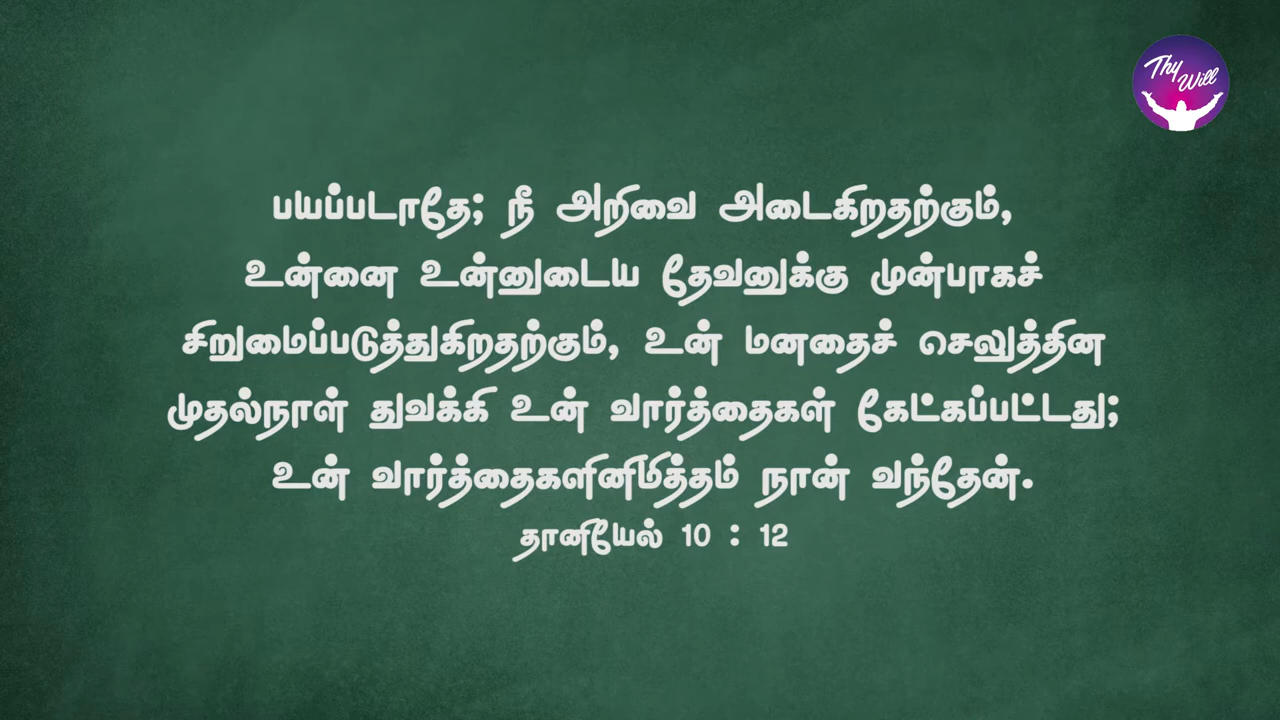 Thy Will
பயப்படாதே; நீ அறிவை அடைகிறதற்கும்,
உன்னை உன்னுடைய தேவனுக்கு முன்பாகச்
சிறுமைப்படுத்துகிறதற்கும், உன் மனதைச் செலுத்தின
முதல்நாள் துவக்கி உன் வார்த்தைகள் கேட்கப்பட்டது;
உன் வார்த்தைகளினிமித்தம் நான் வந்தேன்.
தானியேல் 10 : 12